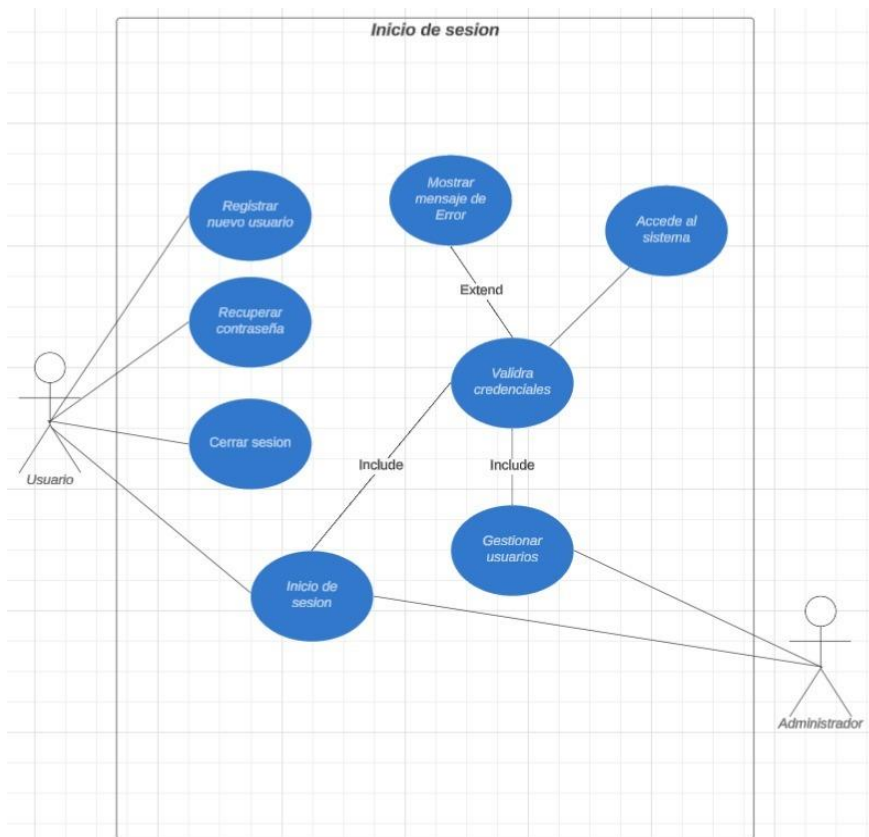 Inicio de sesion
Mostrar
mensaje de
Error
Registrar
nuevo usuario
Accede al
sistema
Extend
Recuperar
contraseña
Validra
credenciales
Cerrar sesion
Include
Include
Usuario
Gestionar
usuarios
Inicio de
sesion
Administrador